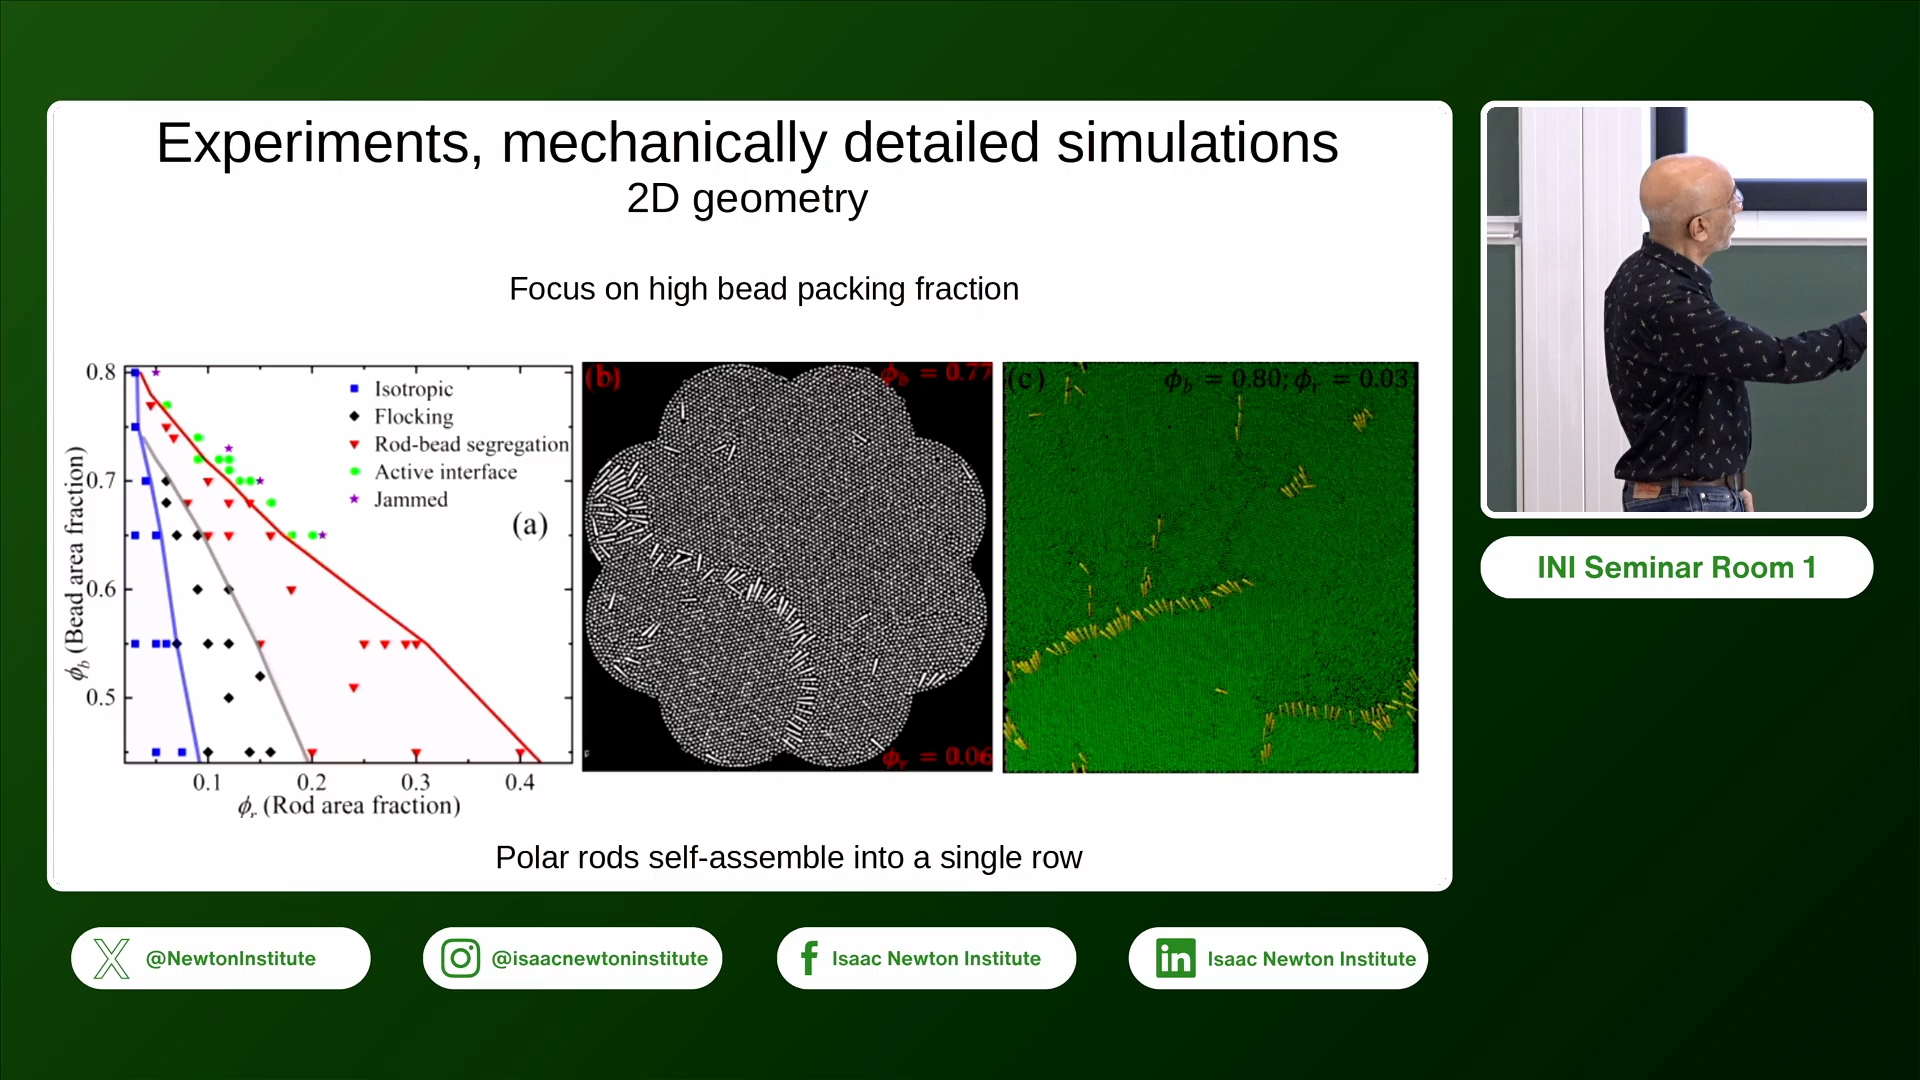 Experiments, mechanically detailed simulations
2D geometry
Focus on high bead packing fraction
0.8
0.7
0.6
0.5
ϕb (Bead area fraction)
Isotropic
Flocking
Rod-bead segregation
Active interface
Jammed
(a)
0.1 0.2 0.3 0.4
ϕr (Rod area fraction)
(b)
ϕb = 0.77
ϕr = 0.06
(c)
ϕb = 0.80; ϕr = 0.03
Polar rods self-assemble into a single row
INI Seminar Room 1
@NewtonInstitute
@isaacnewtoninstitute
Isaac Newton Institute
in
Isaac Newton Institute